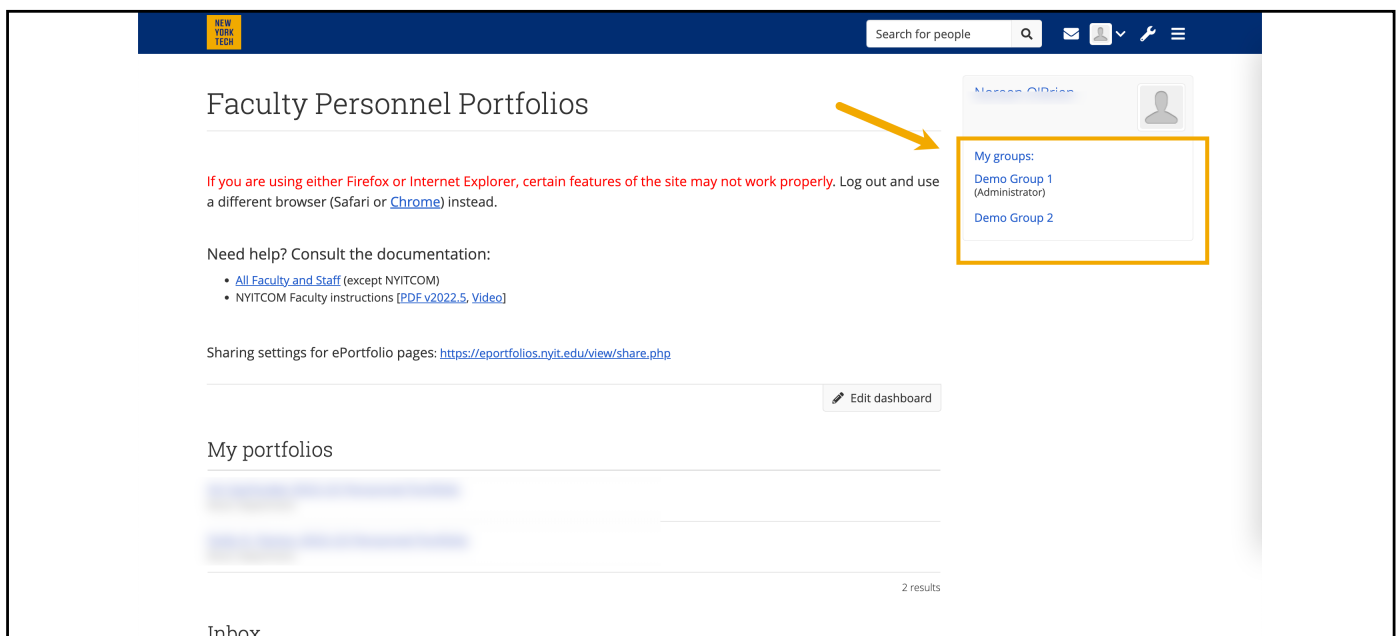 NEW
YORK
TECH
Search for people
Faculty Personnel Portfolios
If you are using either Firefox or Internet Explorer, certain features of the site may not work properly. Log out and use
a different browser (Safari or Chrome) instead.
Need help? Consult the documentation:
• All Faculty and Staff (except NYITCOM)
• NYITCOM Faculty instructions [PDF v2022.5, Video]
Sharing settings for ePortfolio pages: https://eportfolios.nyit.edu/view/share.php
Edit dashboard
My portfolios
2 results
Inbox
My groups:
Demo Group 1
(Administrator)
Demo Group 2